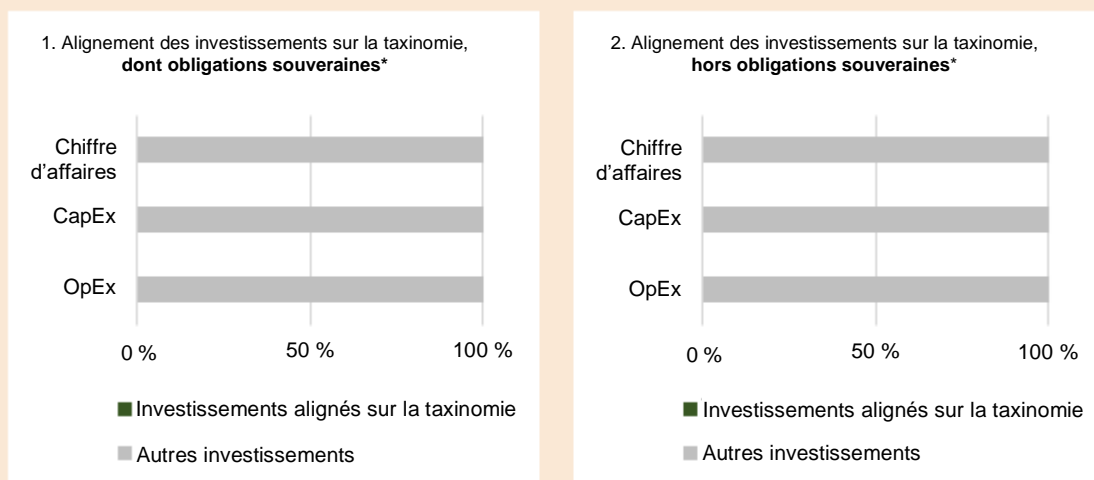 1. Alignement des investissements sur la taxinomie,
dont obligations souveraines*
Chiffre
d'affaires
CapEx
OpEx
0 %
50 %
100 %
Investissements alignés sur la taxinomie
Autres investissements
2. Alignement des investissements sur la taxinomie,
hors obligations souveraines*
Chiffre
d'affaires
CapEx
OpEx
0 %
50 %
100 %
Investissements alignés sur la taxinomie
Autres investissements